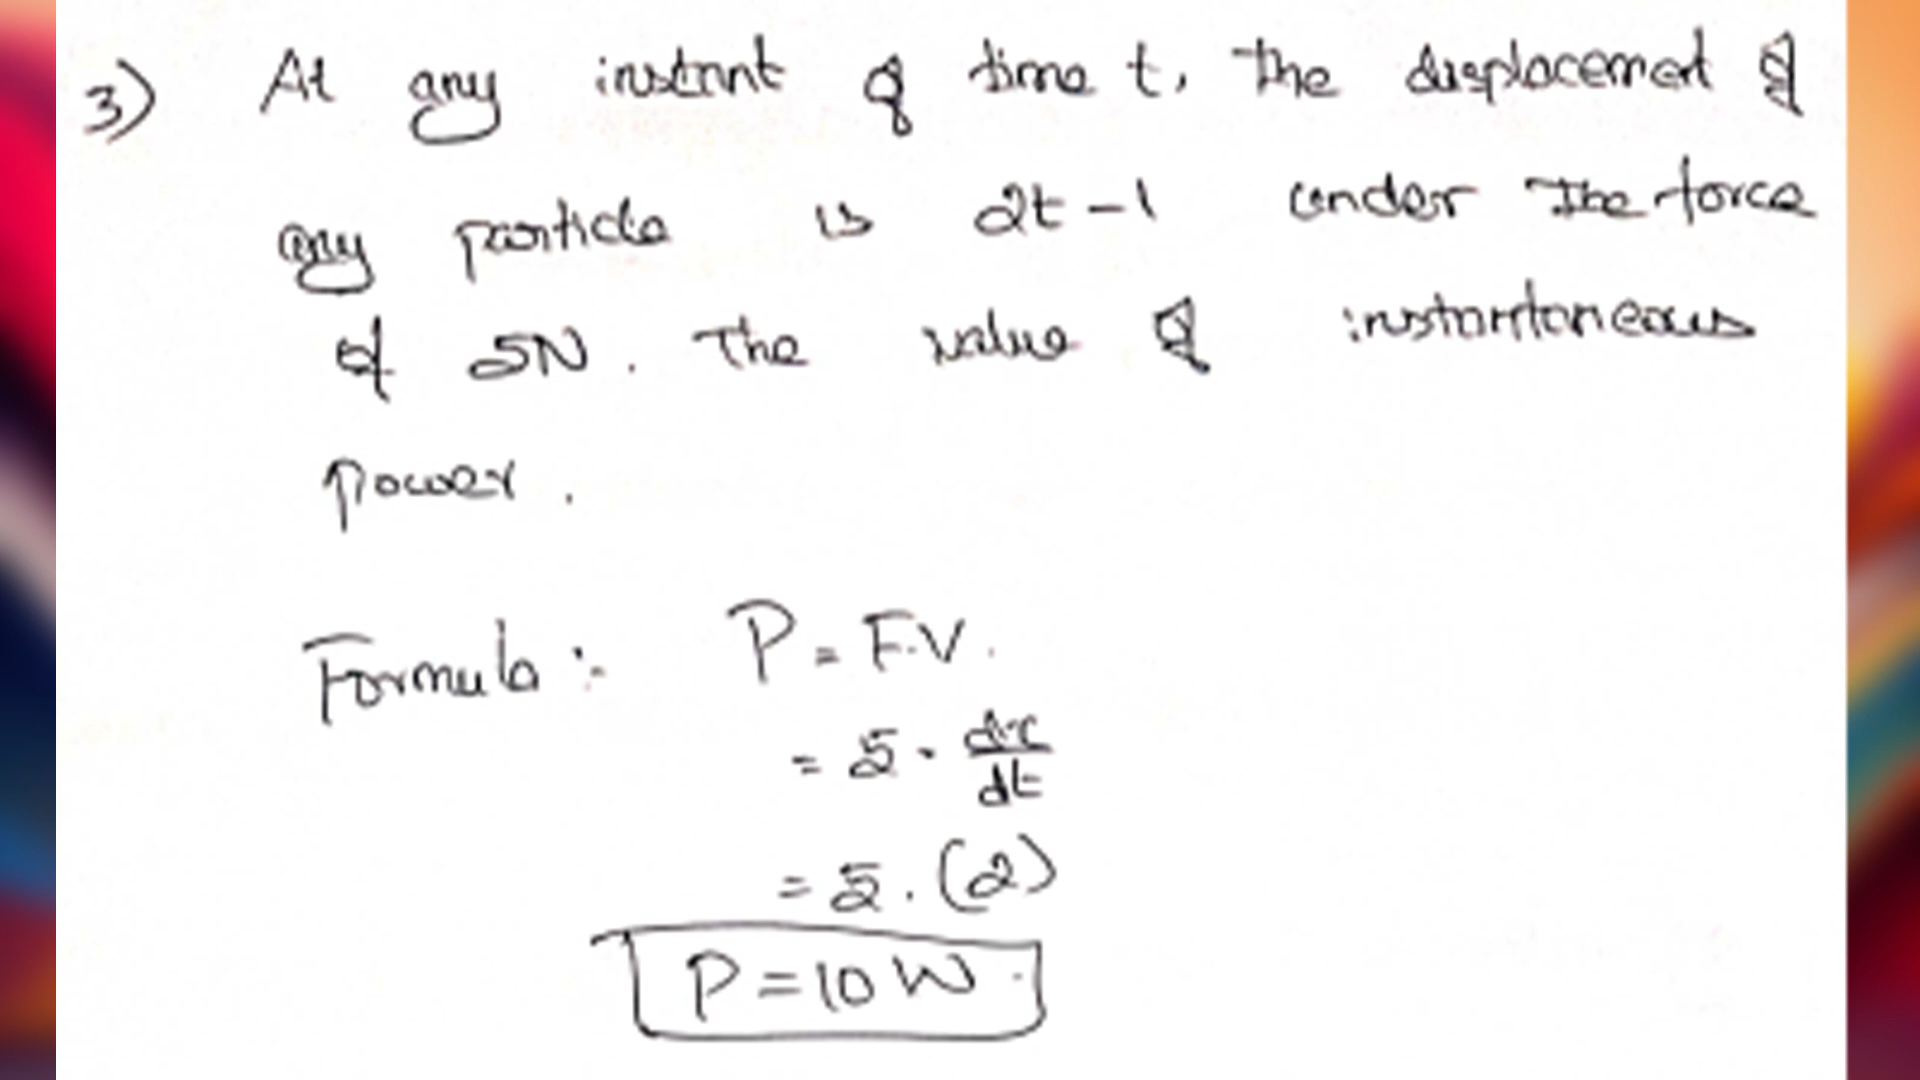 3) At any instant of time t, the displacement of
any particle is 2t-1 under the force
of 5N. The value of instantaneous
power.
Formula :- P = F.V.
= 5 . dx/dt
= 5 . (2)
P = 10 W.